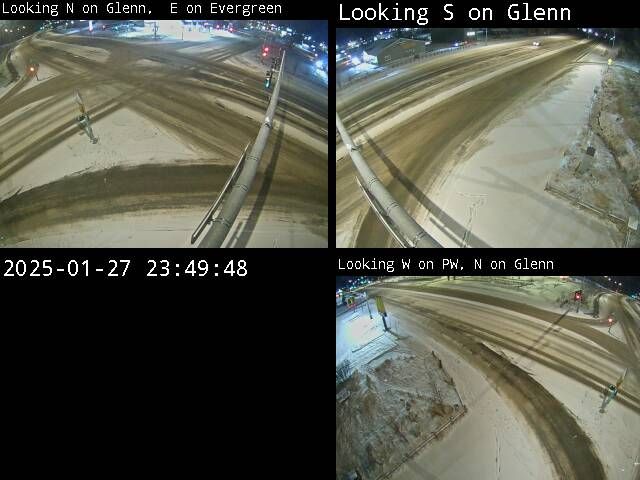 Looking N on Glenn,  E on Evergreen
Looking S on Glenn
2025-01-27 23:49:48
Looking W on PW, N on Glenn